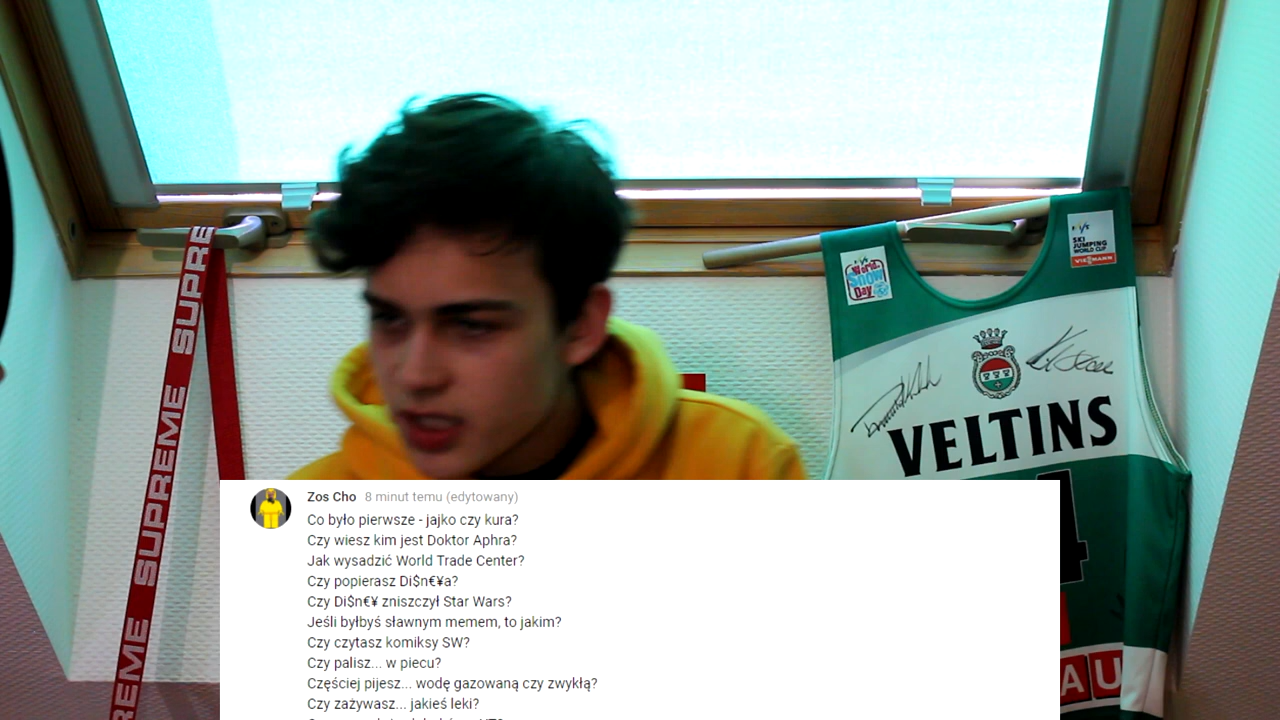 SUPREME
SUPREME
SUPRE
REME
World
Snow
Day
SKI
JUMPING
WORLD CUP
VIESSMANN
VELTINS
4
AU
Zos Cho 8 minut temu (edytowany)
Co było pierwsze - jajko czy kura?
Czy wiesz kim jest Doktor Aphra?
Jak wysadzić World Trade Center?
Czy popierasz Di$n€¥a?
Czy Di$n€¥ zniszczył Star Wars?
Jeśli byłbyś sławnym memem, to jakim?
Czy czytasz komiksy SW?
Czy palisz... w piecu?
Częściej pijesz... wodę gazowaną czy zwykłą?
Czy zażywasz... jakieś leki?